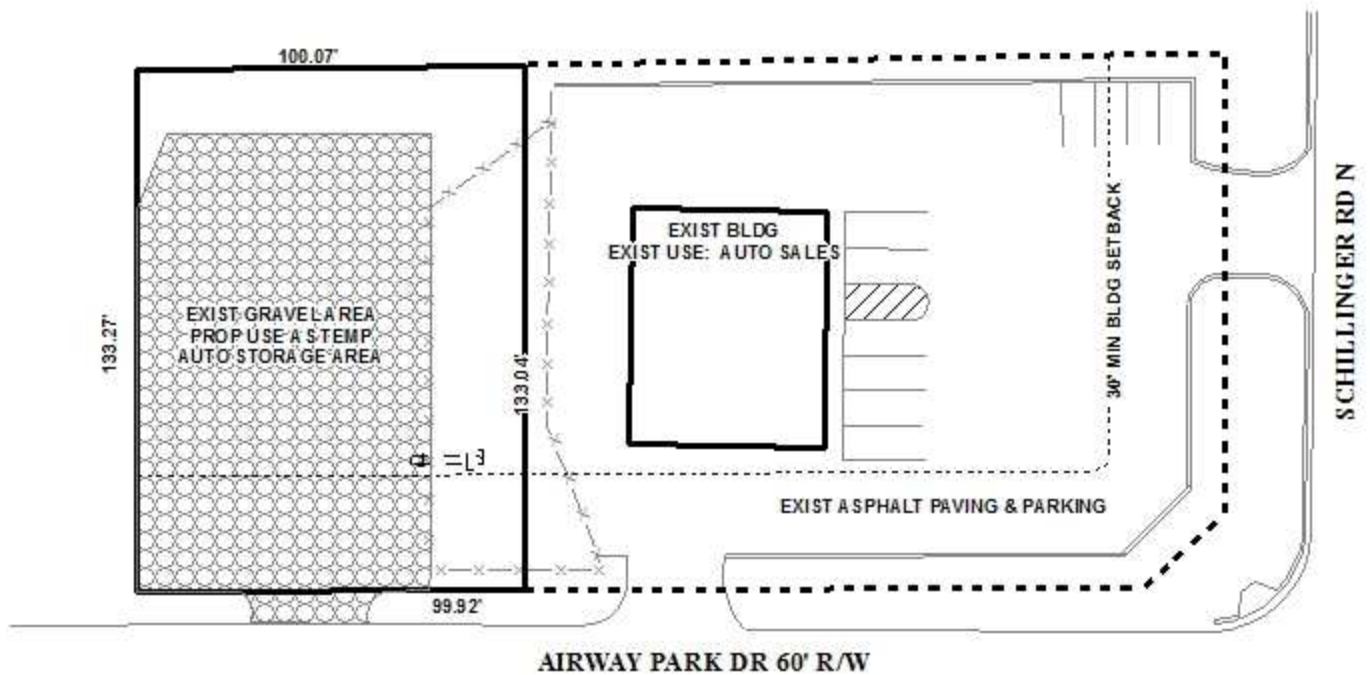 100.07'
EXIST BLDG
EXIST USE: AUTO SALES
30' MIN BLDG SETBACK
SCHILLINGER RD N
133.27'
EXIST GRAVEL AREA
PROP USE AS TEMP
AUTO STORAGE AREA
133.04'
EXIST ASPHALT PAVING & PARKING
99.92'
AIRWAY PARK DR 60' R/W